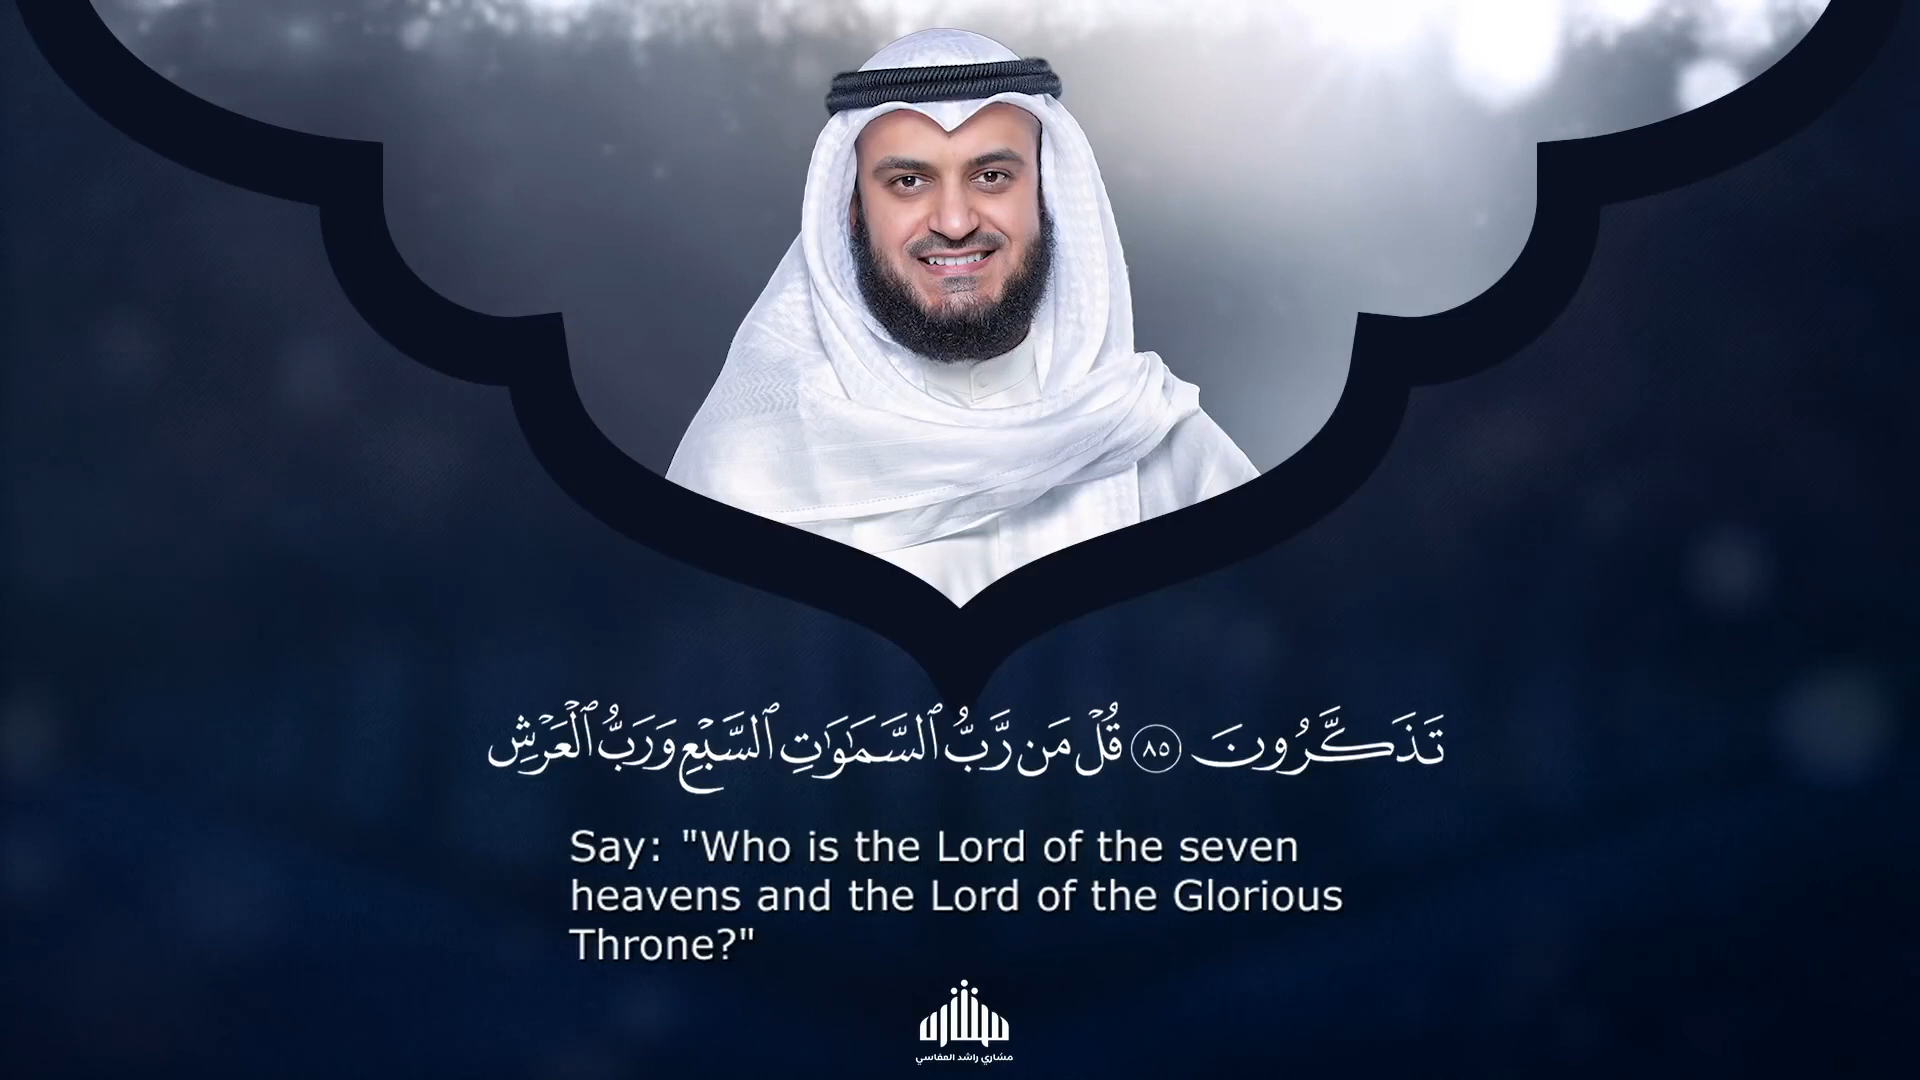 تَذَكَّرُونَ ٨٥ قُلْ مَن رَّبُّ ٱلسَّمَـٰوَٰتِ ٱلسَّبْعِ وَرَبُّ ٱلْعَرْشِ
Say: "Who is the Lord of the seven
heavens and the Lord of the Glorious
Throne?"
مشاري
مشاري راشد العفاسي